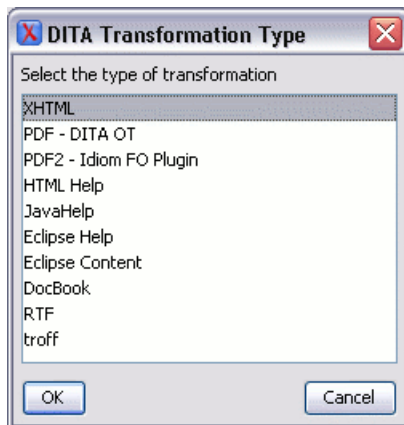 DITA Transformation Type
Select the type of transformation
XHTML
PDF - DITA OT
PDF2 - Idiom FO Plugin
HTML Help
JavaHelp
Eclipse Help
Eclipse Content
DocBook
RTF
troff
OK Cancel